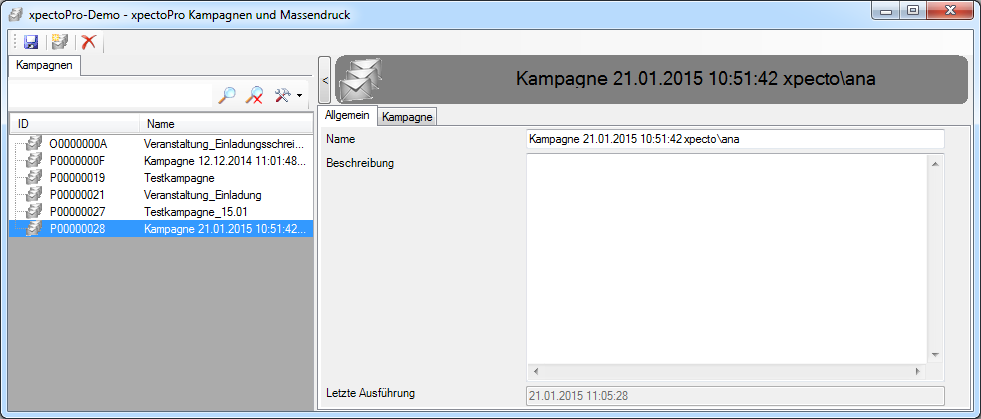 xpectoPro-Demo - xpectoPro Kampagnen und Massendruck
Kampagnen
ID Name
O0000000A Veranstaltung_Einladungsschrei...
P0000000F Kampagne 12.12.2014 11:01:48...
P00000019 Testkampagne
P00000021 Veranstaltung_Einladung
P00000027 Testkampagne_15.01
P00000028 Kampagne 21.01.2015 10:51:42...
<
Kampagne 21.01.2015 10:51:42 xpecto\ana
Allgemein Kampagne
Name Kampagne 21.01.2015 10:51:42 xpecto\ana
Beschreibung
Letzte Ausführung 21.01.2015 11:05:28